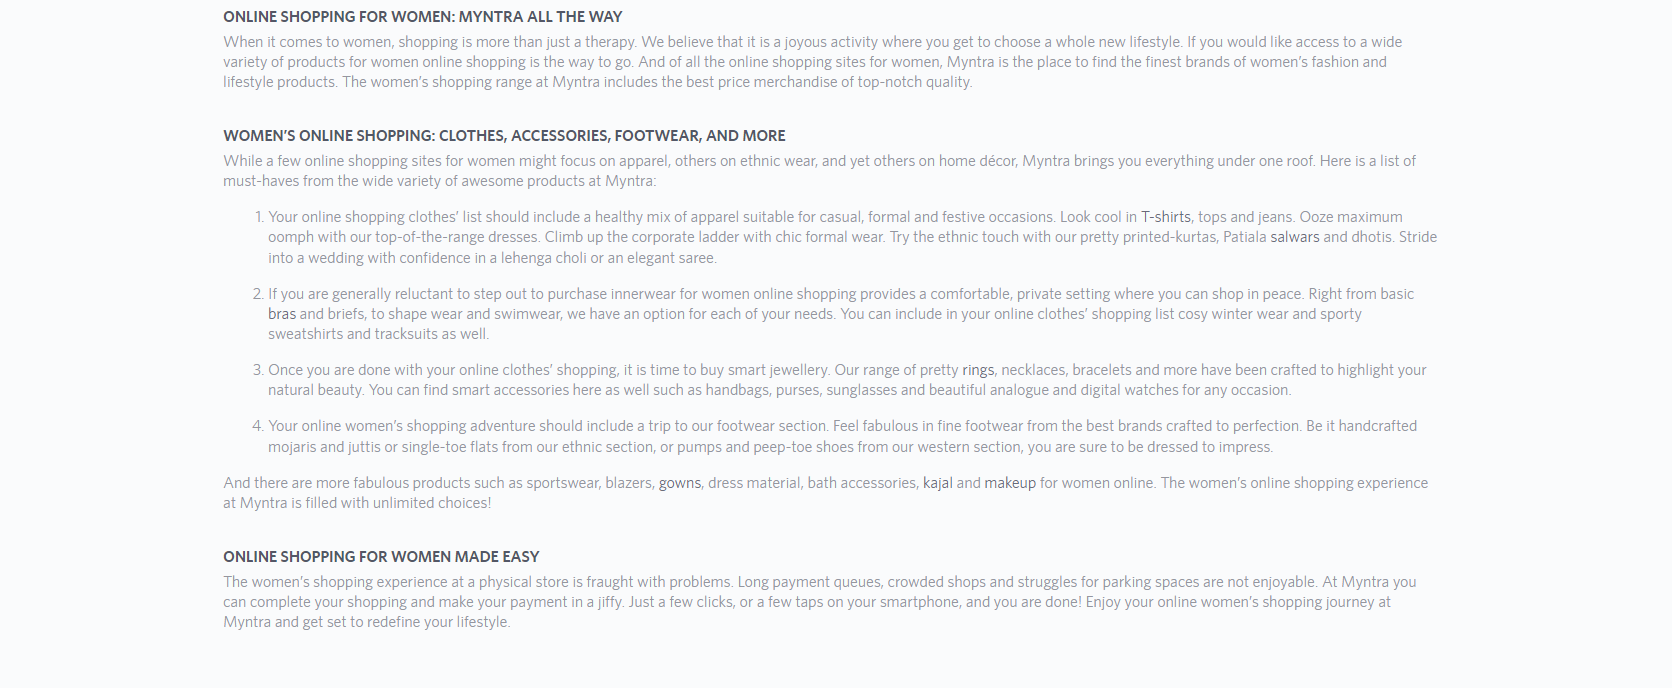 ONLINE SHOPPING FOR WOMEN: MYNTRA ALL THE WAY
When it comes to women, shopping is more than just a therapy. We believe that it is a joyous activity where you get to choose a whole new lifestyle. If you would like access to a wide
variety of products for women online shopping is the way to go. And of all the online shopping sites for women, Myntra is the place to find the finest brands of women's fashion and
lifestyle products. The women's shopping range at Myntra includes the best price merchandise of top-notch quality.
WOMEN'S ONLINE SHOPPING: CLOTHES, ACCESSORIES, FOOTWEAR, AND MORE
While a few online shopping sites for women might focus on apparel, others on ethnic wear, and yet others on home décor, Myntra brings you everything under one roof. Here is a list of
must-haves from the wide variety of awesome products at Myntra:
1. Your online shopping clothes' list should include a healthy mix of apparel suitable for casual, formal and festive occasions. Look cool in T-shirts, tops and jeans. Ooze maximum
oomph with our top-of-the-range dresses. Climb up the corporate ladder with chic formal wear. Try the ethnic touch with our pretty printed-kurtas, Patiala salwars and dhotis. Stride
into a wedding with confidence in a lehenga choli or an elegant saree.
2. If you are generally reluctant to step out to purchase innerwear for women online shopping provides a comfortable, private setting where you can shop in peace. Right from basic
bras and briefs, to shape wear and swimwear, we have an option for each of your needs. You can include in your online clothes' shopping list cosy winter wear and sporty
sweatshirts and tracksuits as well.
3. Once you are done with your online clothes' shopping, it is time to buy smart jewellery. Our range of pretty rings, necklaces, bracelets and more have been crafted to highlight your
natural beauty. You can find smart accessories here as well such as handbags, purses, sunglasses and beautiful analogue and digital watches for any occasion.
4. Your online women's shopping adventure should include a trip to our footwear section. Feel fabulous in fine footwear from the best brands crafted to perfection. Be it handcrafted
mojaris and juttis or single-toe flats from our ethnic section, or pumps and peep-toe shoes from our western section, you are sure to be dressed to impress.
And there are more fabulous products such as sportswear, blazers, gowns, dress material, bath accessories, kajal and makeup for women online. The women's online shopping experience
at Myntra is filled with unlimited choices!
ONLINE SHOPPING FOR WOMEN MADE EASY
The women's shopping experience at a physical store is fraught with problems. Long payment queues, crowded shops and struggles for parking spaces are not enjoyable. At Myntra you
can complete your shopping and make your payment in a jiffy. Just a few clicks, or a few taps on your smartphone, and you are done! Enjoy your online women's shopping journey at
Myntra and get set to redefine your lifestyle.